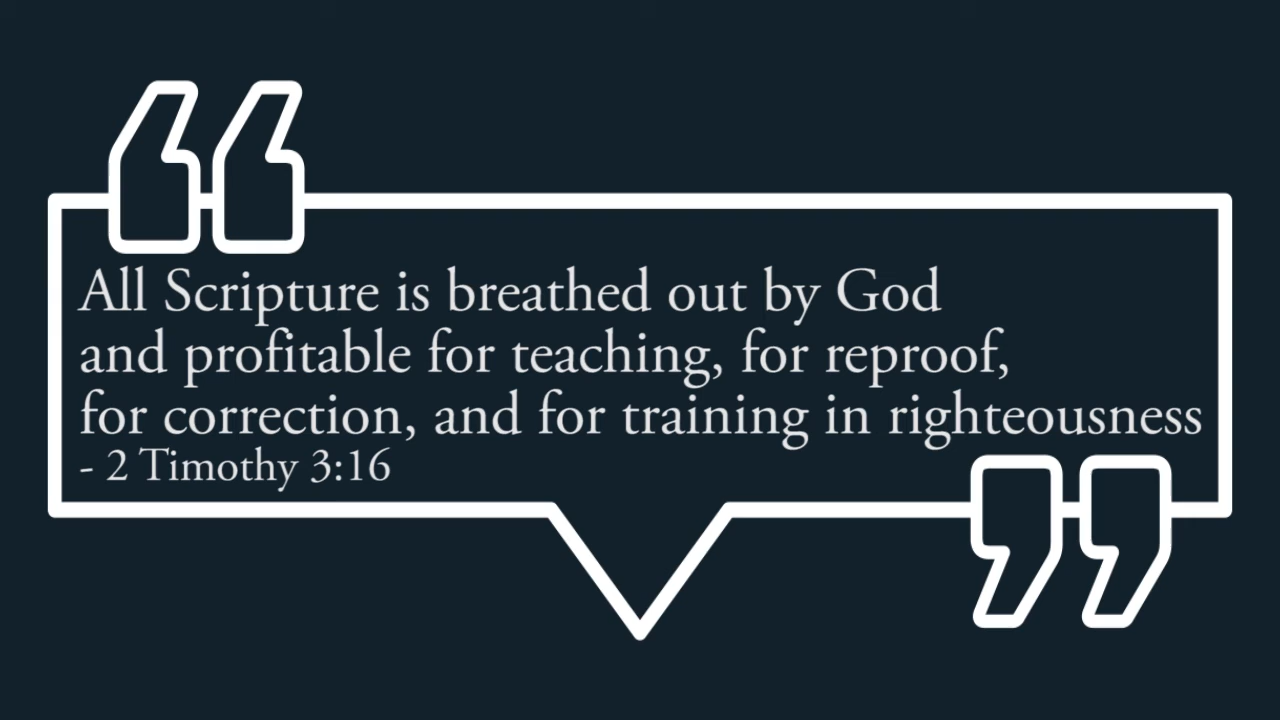 All Scripture is breathed out by God
and profitable for teaching, for reproof,
for correction, and for training in righteousness
- 2 Timothy 3:16